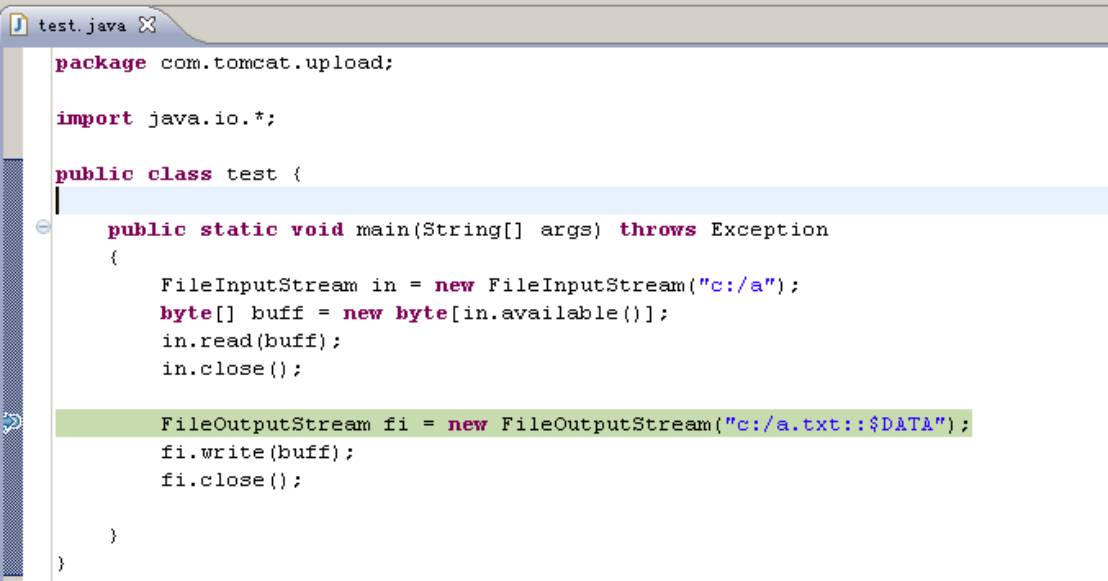 test.java
package com.tomcat.upload;
import java.io.*;
public class test {
public static void main(String[] args) throws Exception
{
FileInputStream in = new FileInputStream("c:/a");
byte[] buff = new byte[in.available()];
in.read(buff);
in.close();
FileOutputStream fi = new FileOutputStream("c:/a.txt::$DATA");
fi.write(buff);
fi.close();
}
}